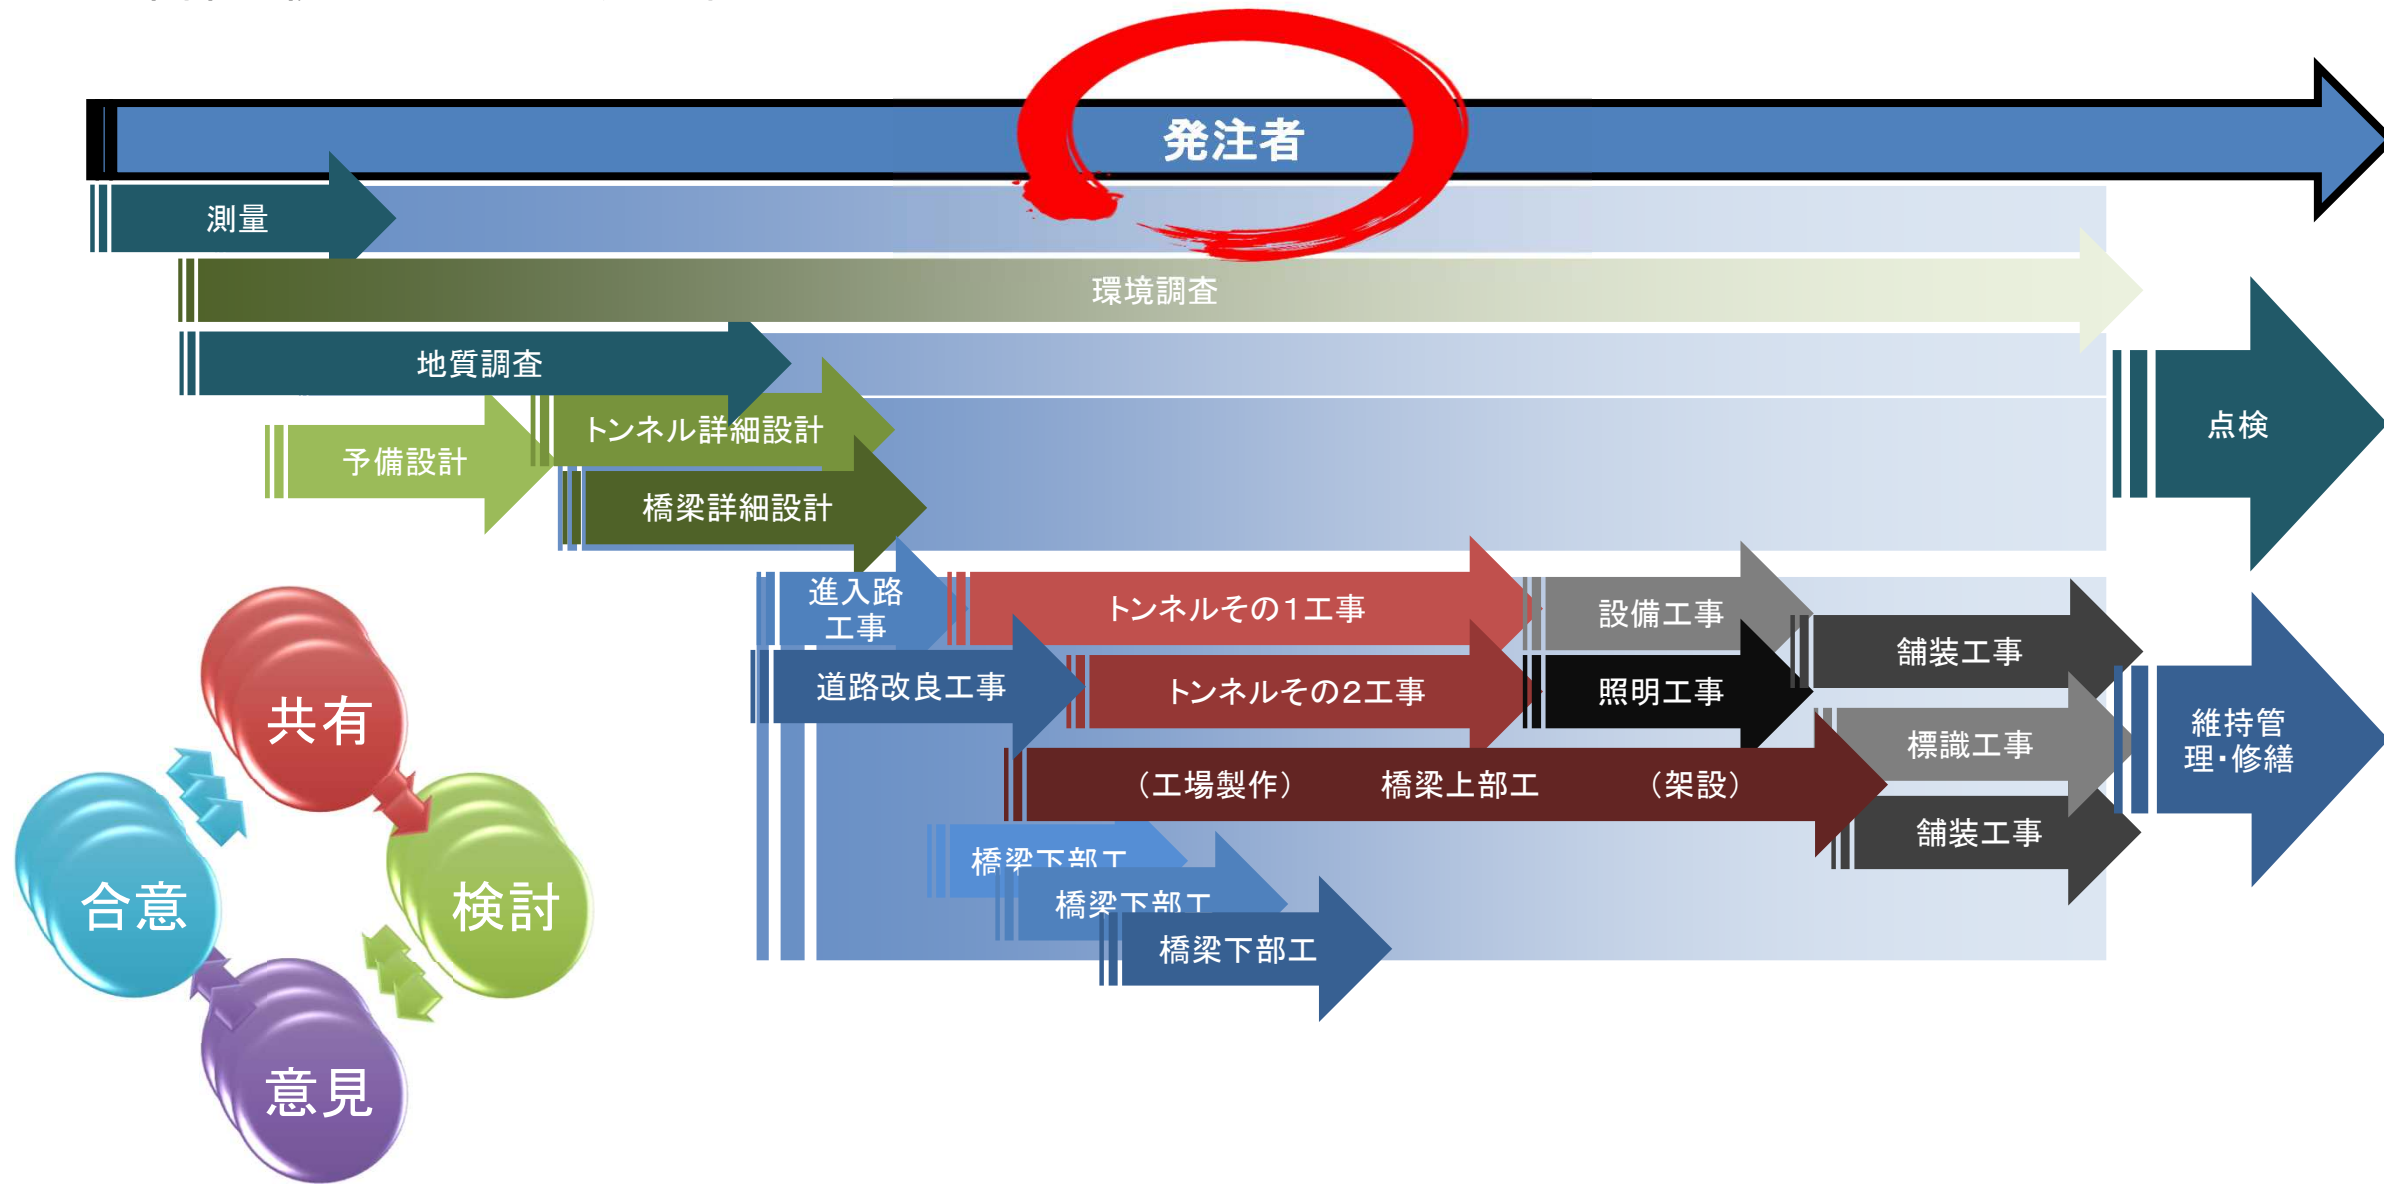 発注者
測量
環境調査
地質調査
点検
トンネル詳細設計
予備設計
橋梁詳細設計
進入路
工事
トンネルその1工事
設備工事
舗装工事
道路改良工事
トンネルその2工事
照明工事
標識工事
維持管
理・修繕
(工場製作) 橋梁上部工 (架設)
舗装工事
橋梁下部工
橋梁下部工
橋梁下部工
共有
合意
検討
意見